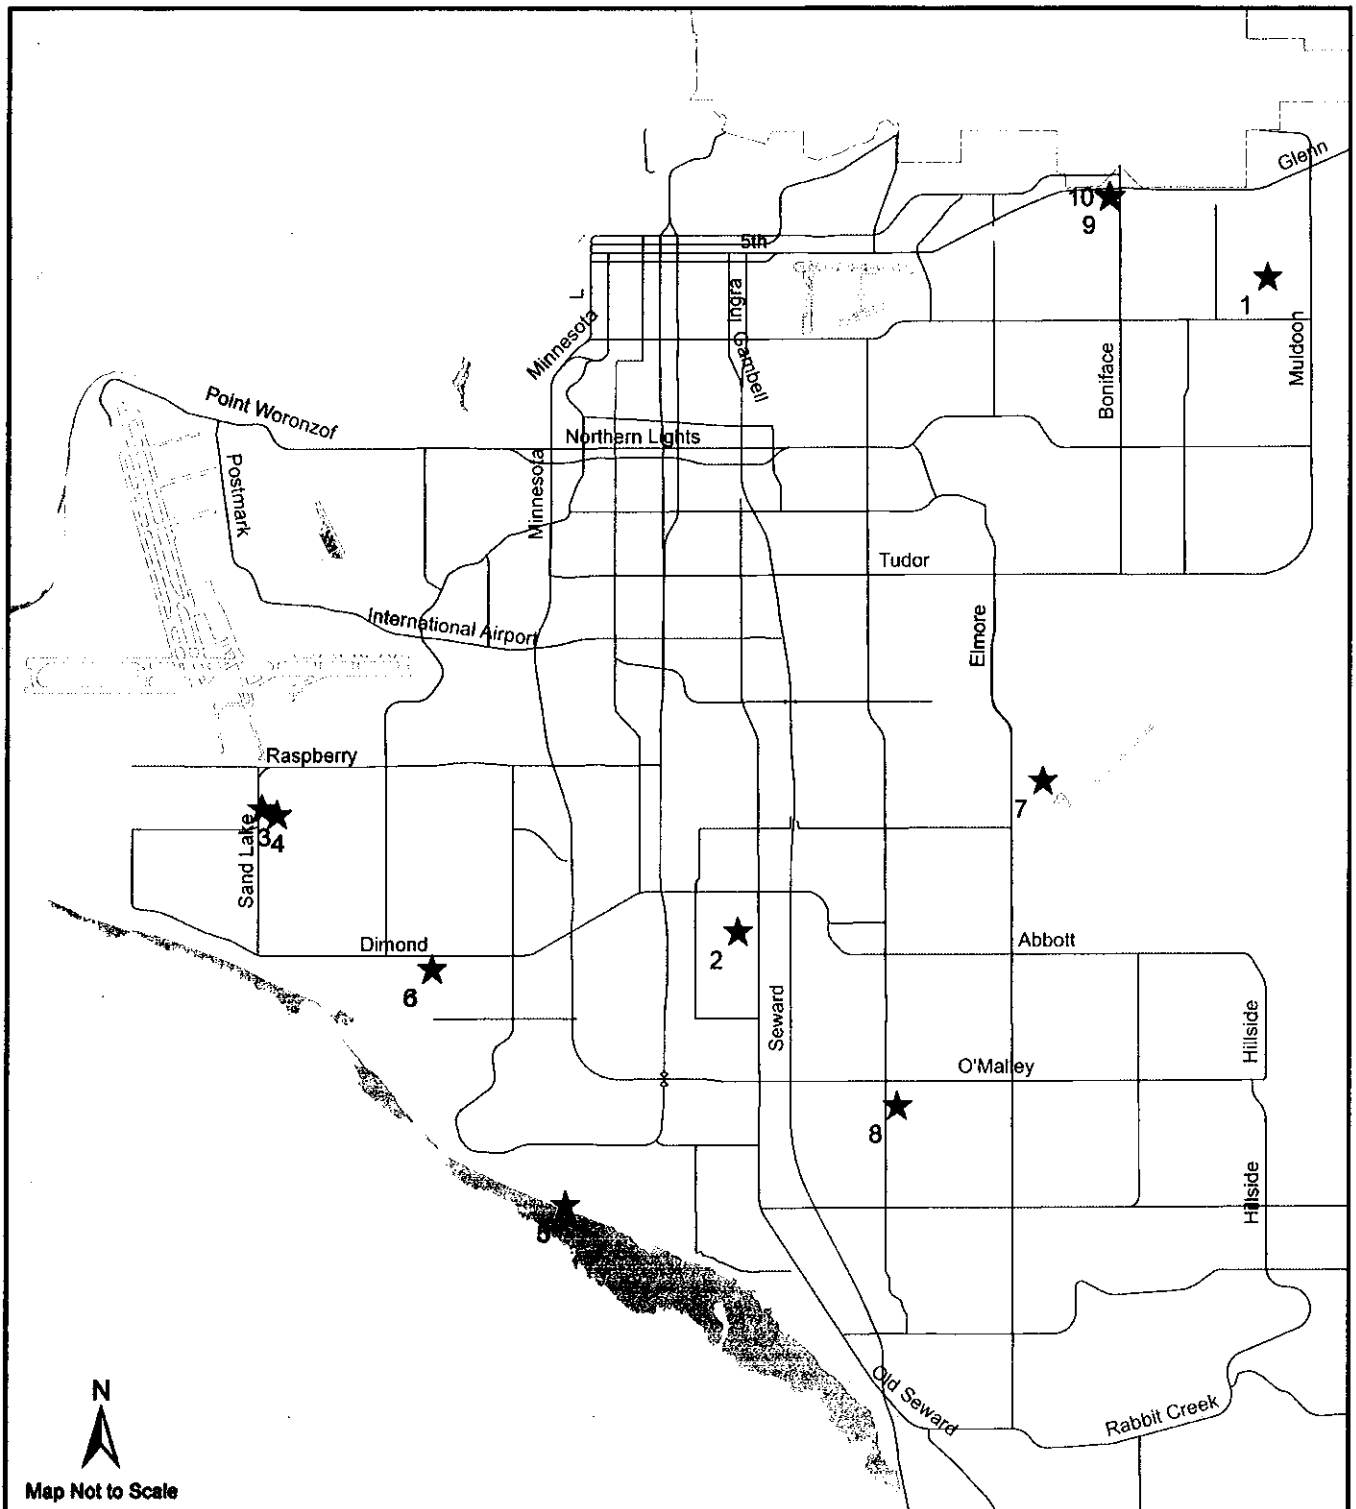 Glenn
10
9
5th
1
L
Ingra
Minnesota
Gambell
Boniface
Muldoon
Point Woronzof
Northern Lights
Postmark
Minnesota
Tudor
International Airport
Elmore
Raspberry
7
3
4
Sand Lake
Dimond
2
Abbott
6
Seward
Hillside
O'Malley
8
Hillside
5
Old Seward
Rabbit Creek
N
Map Not to Scale